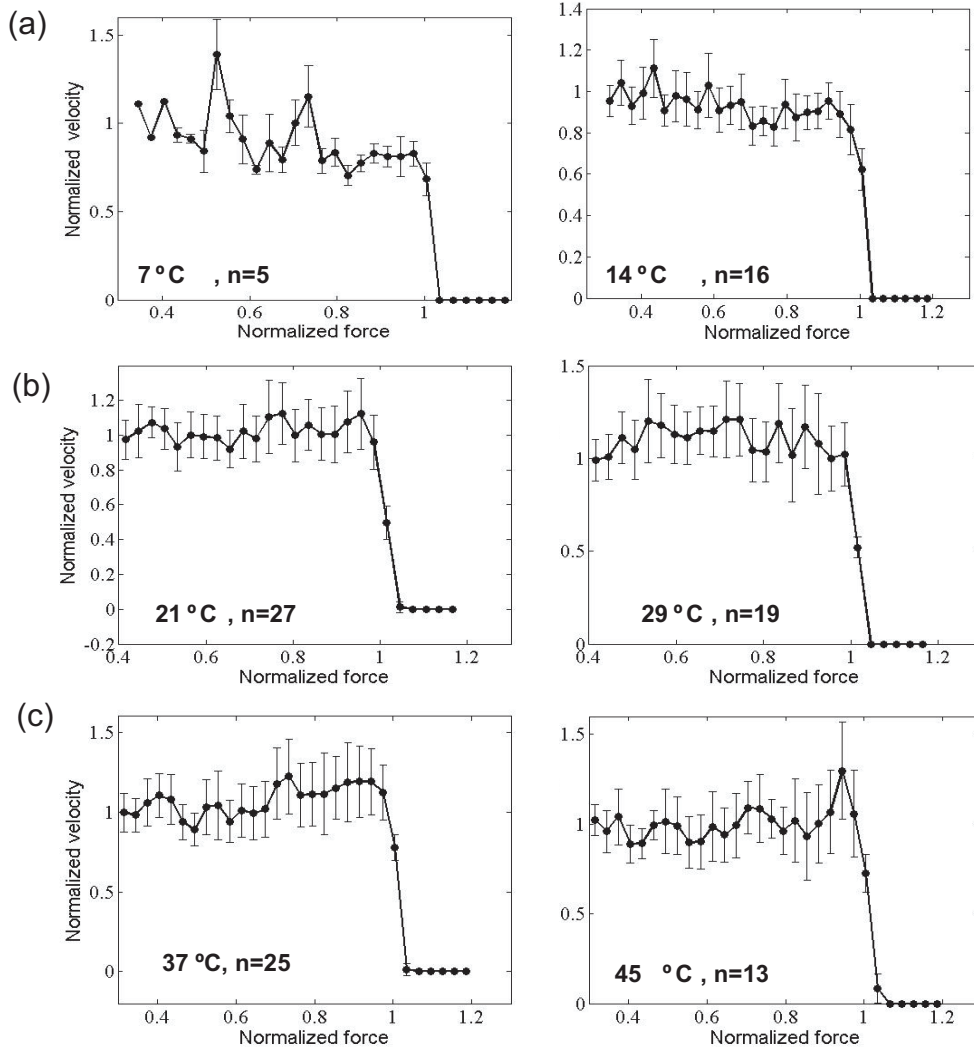 (a)
Normalized velocity
1.5
1
0.5
0
0.4 0.6 0.8 1
Normalized force
7 ºC , n=5
1.4
1.2
1
0.8
0.6
0.4
0.2
0
0.4 0.6 0.8 1 1.2
Normalized force
14 ºC , n=16
(b)
Normalized velocity
1.2
1
0.8
0.6
0.4
0.2
0
-0.2
0.4 0.6 0.8 1 1.2
Normalized force
21 ºC , n=27
1.5
1
0.5
0
0.4 0.6 0.8 1 1.2
Normalized force
29 ºC , n=19
(c)
Normalized velocity
1.5
1
0.5
0
0.4 0.6 0.8 1 1.2
Normalized force
37 ºC, n=25
1.5
1
0.5
0
0.4 0.6 0.8 1 1.2
Normalized force
45 ºC , n=13